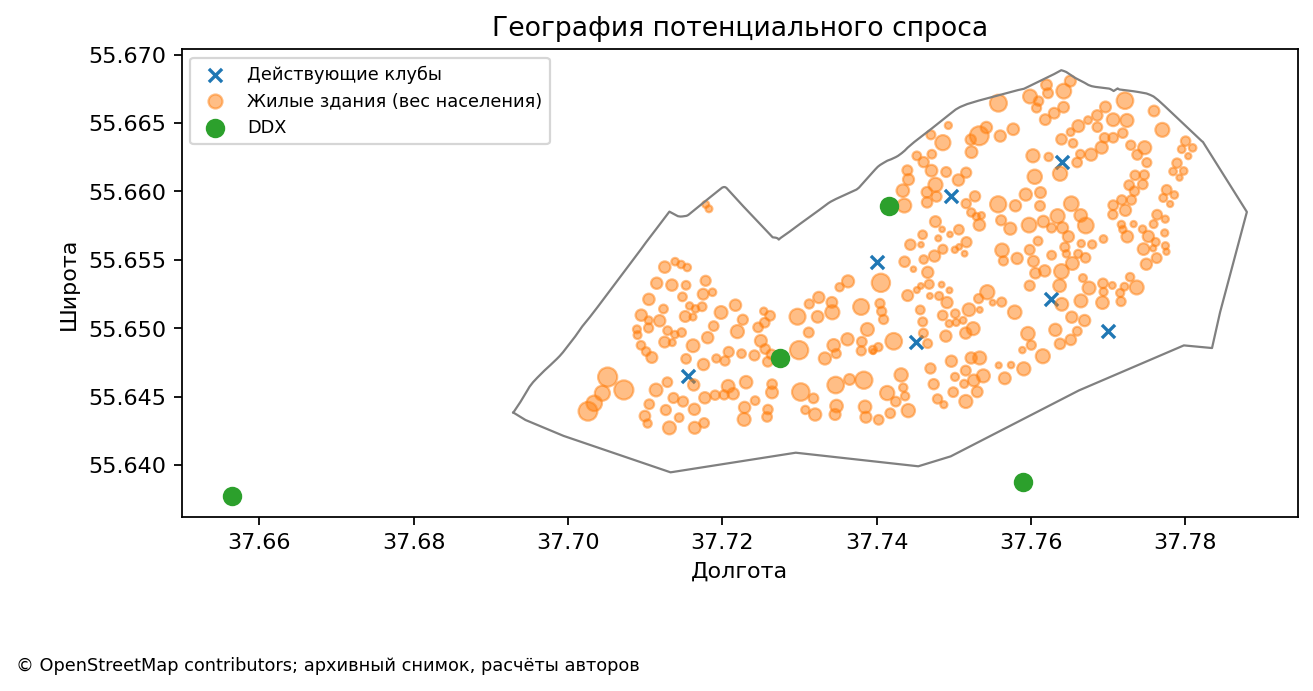 География потенциального спроса
Действующие клубы
Жилые здания (вес населения)
DDX
Широта
55.670
55.665
55.660
55.655
55.650
55.645
55.640
37.66 37.68 37.70 37.72 37.74 37.76 37.78
Долгота
© OpenStreetMap contributors; архивный снимок, расчёты авторов